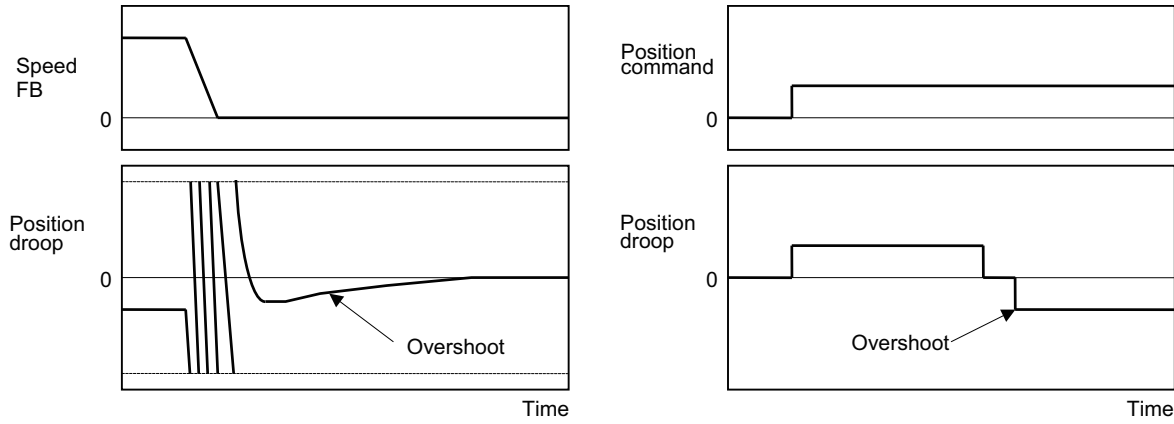 Speed
FB
0
Position
droop
0
Overshoot
Time
Position
command
0
Position
droop
0
Overshoot
Time